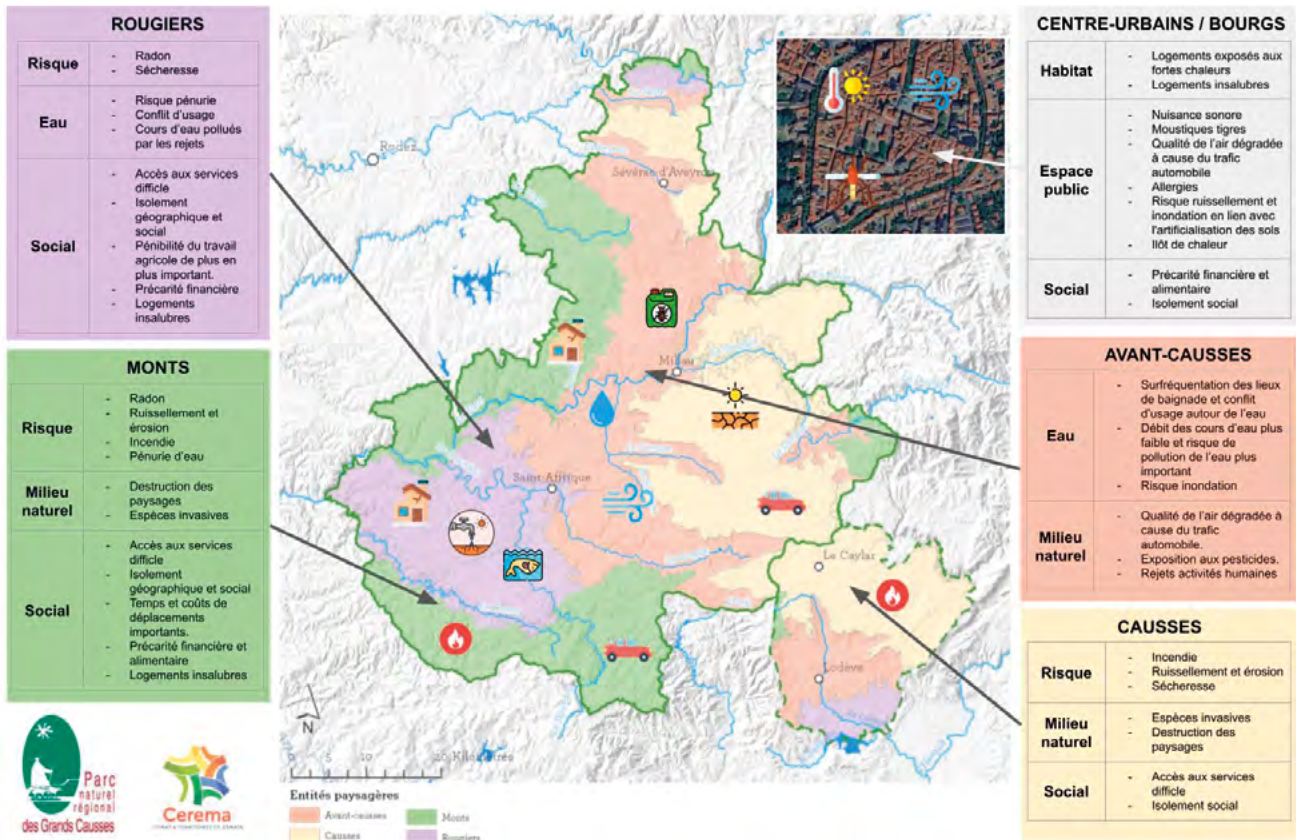 ROUGIERS
Risque
- Radon
- Sécheresse
Eau
- Risque pénurie
- Conflit d'usage
- Cours d'eau pollués
par les rejets
Social
- Accès aux services
difficle
- Isolement
géographique et
social
- Pénibilité du travail
agricole de plus en
plus important.
- Précarité financière
- Logements
insalubres
MONTS
Risque
- Radon
- Ruissellement et
érosion
- Incendie
- Pénurie d'eau
Milieu
naturel
- Destruction des
paysages
- Espèces invasives
Social
- Accès aux services
difficle
- Isolement
géographique et social
- Temps et coûts de
déplacements
importants.
- Précarité financière et
alimentaire
- Logements insalubres
Parc
naturel
régional
des Grands Causses
Cerema
Rodez
Sévérac d'Aveyron
Millau
Saint-Affrique
Le Caylar
Lodève
N
0 5 10 20 Kilomètres
Entités paysagères
Avant-causses
Monts
Causses
Rougiers
CENTRE-URBAINS / BOURGS
Habitat
- Logements exposés aux
fortes chaleurs
- Logements insalubres
Espace
public
- Nuisance sonore
- Moustiques tigres
- Qualité de l'air dégradée
à cause du trafic
automobile
- Allergies
- Risque ruissellement et
inondation en lien avec
l'artificialisation des sols
- Ilôt de chaleur
Social
- Précarité financière et
alimentaire
- Isolement social
AVANT-CAUSSES
Eau
- Surfréquentation des lieux
de baignade et conflit
d'usage autour de l'eau
- Débit des cours d'eau plus
faible et risque de
pollution de l'eau plus
important
- Risque inondation
Milieu
naturel
- Qualité de l'air dégradée à
cause du trafic
automobile.
- Exposition aux pesticides.
- Rejets activités humaines
CAUSSES
Risque
- Incendie
- Ruissellement et érosion
- Sécheresse
Milieu
naturel
- Espèces invasives
- Destruction des
paysages
Social
- Accès aux services
difficle
- Isolement social